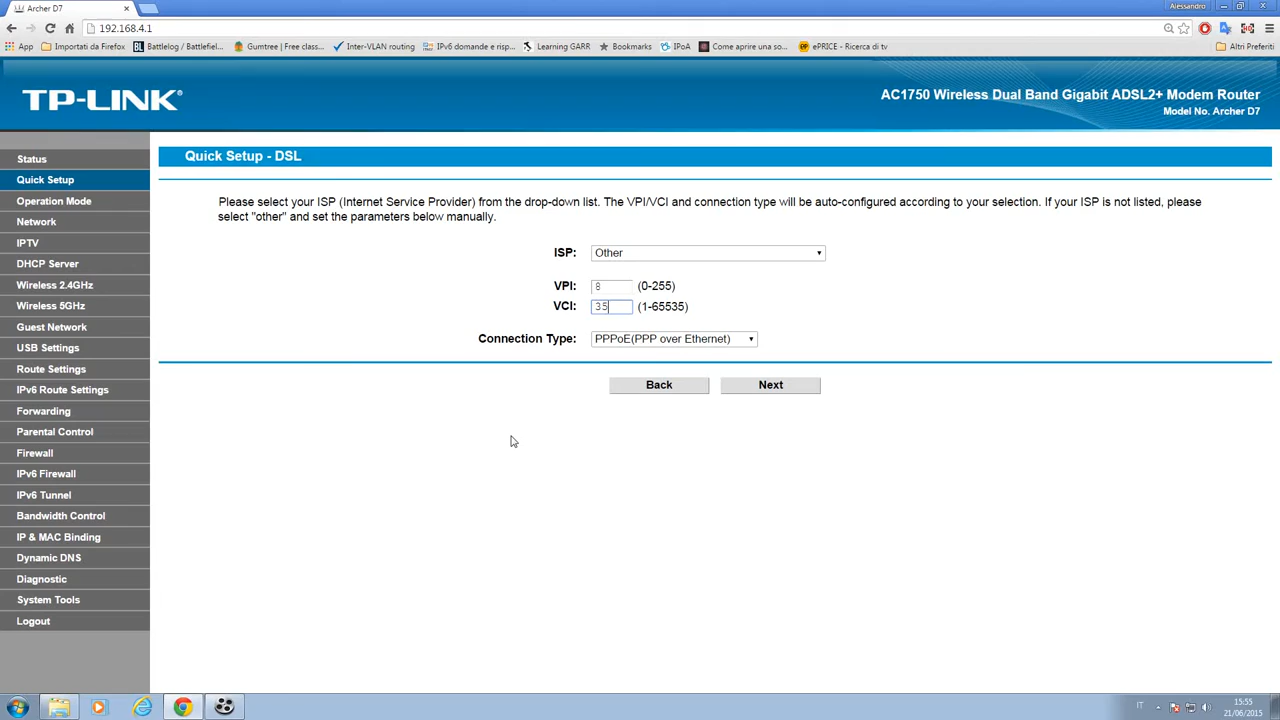 Archer D7
Alessandro
192.168.4.1
App
Importati da Firefox
Battlelog / Battlefiel...
Gumtree | Free class...
Inter-VLAN routing
IPv6 domande e risp...
Learning GARR
Bookmarks
IPoA
Come aprire una so...
ePRICE - Ricerca di tv
Altri Preferiti
TP-LINK®
AC1750 Wireless Dual Band Gigabit ADSL2+ Modem Router
Model No. Archer D7
Status
Quick Setup
Operation Mode
Network
IPTV
DHCP Server
Wireless 2.4GHz
Wireless 5GHz
Guest Network
USB Settings
Route Settings
IPv6 Route Settings
Forwarding
Parental Control
Firewall
IPv6 Firewall
IPv6 Tunnel
Bandwidth Control
IP & MAC Binding
Dynamic DNS
Diagnostic
System Tools
Logout
Quick Setup - DSL
Please select your ISP (Internet Service Provider) from the drop-down list. The VPI/VCI and connection type will be auto-configured according to your selection. If your ISP is not listed, please
select "other" and set the parameters below manually.
ISP: Other
VPI: 8 (0-255)
VCI: 35 (1-65535)
Connection Type: PPPoE(PPP over Ethernet)
Back Next
IT
15:55
21/06/2015